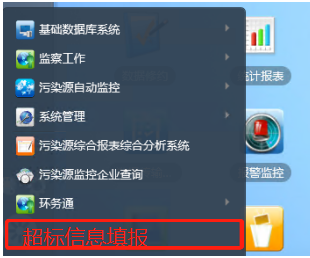 基础数据库系统
监察工作
污染源自动监控
统计报表
系统管理
污染源综合报表综合分析系统
污染源监控企业查询
报警监控
环务通
超标信息填报